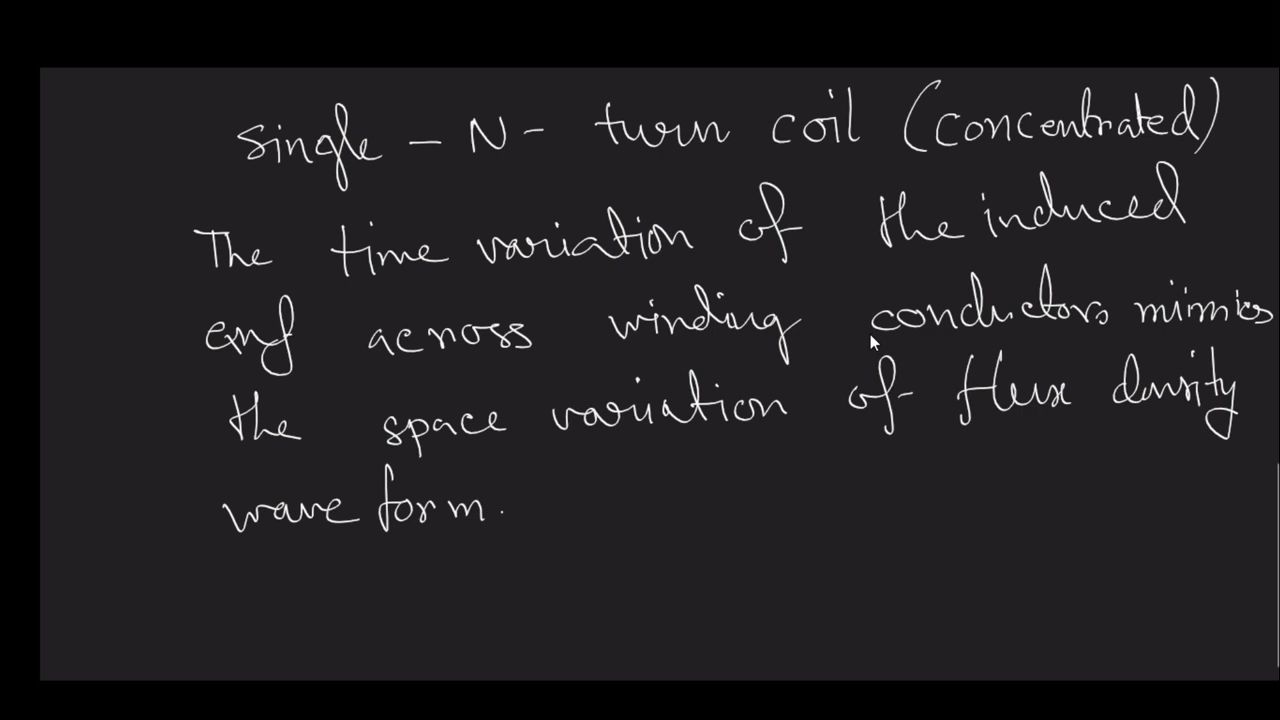 single - N - turn coil (concentrated)
The time variation of the induced
emf across winding conductors mimics
the space variation of flux density
wave form.